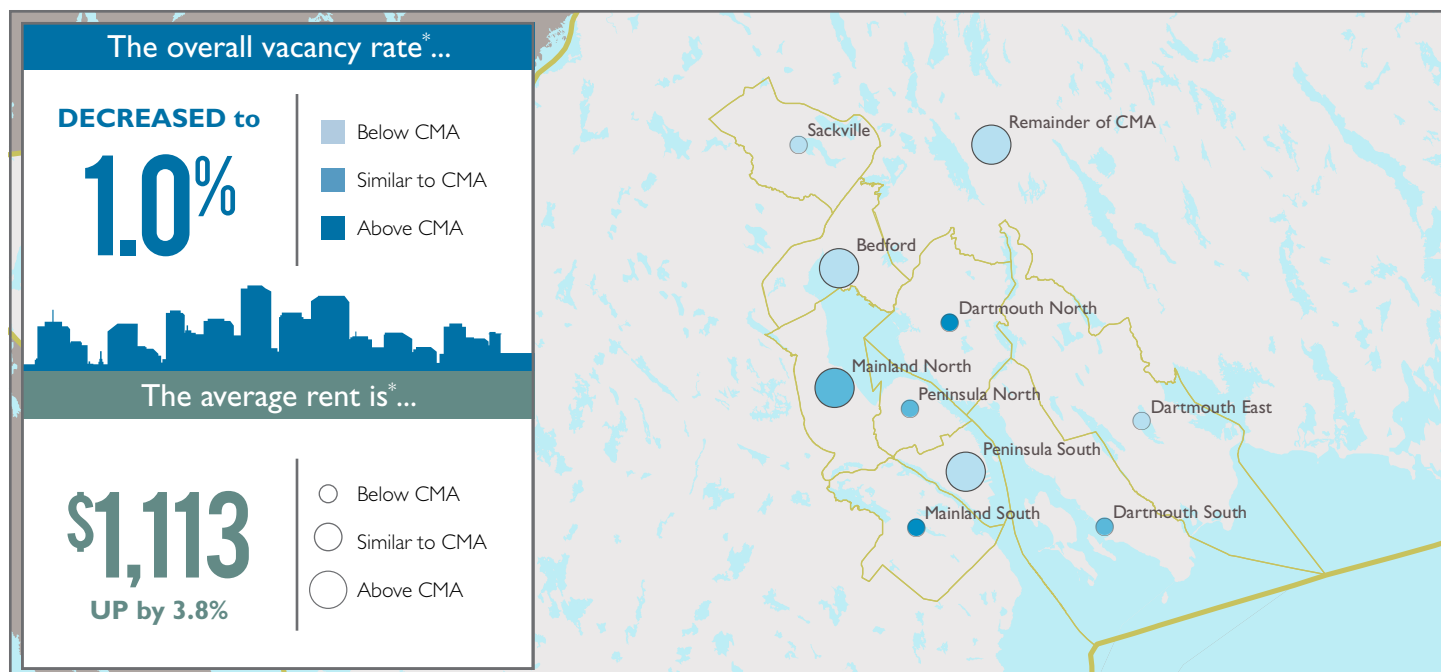 The overall vacancy rate*...
DECREASED to
1.0%
Below CMA
Similar to CMA
Above CMA
The average rent is*...
$1,113
UP by 3.8%
Below CMA
Similar to CMA
Above CMA
Sackville
Remainder of CMA
Bedford
Dartmouth North
Mainland North
Peninsula North
Dartmouth East
Peninsula South
Mainland South
Dartmouth South